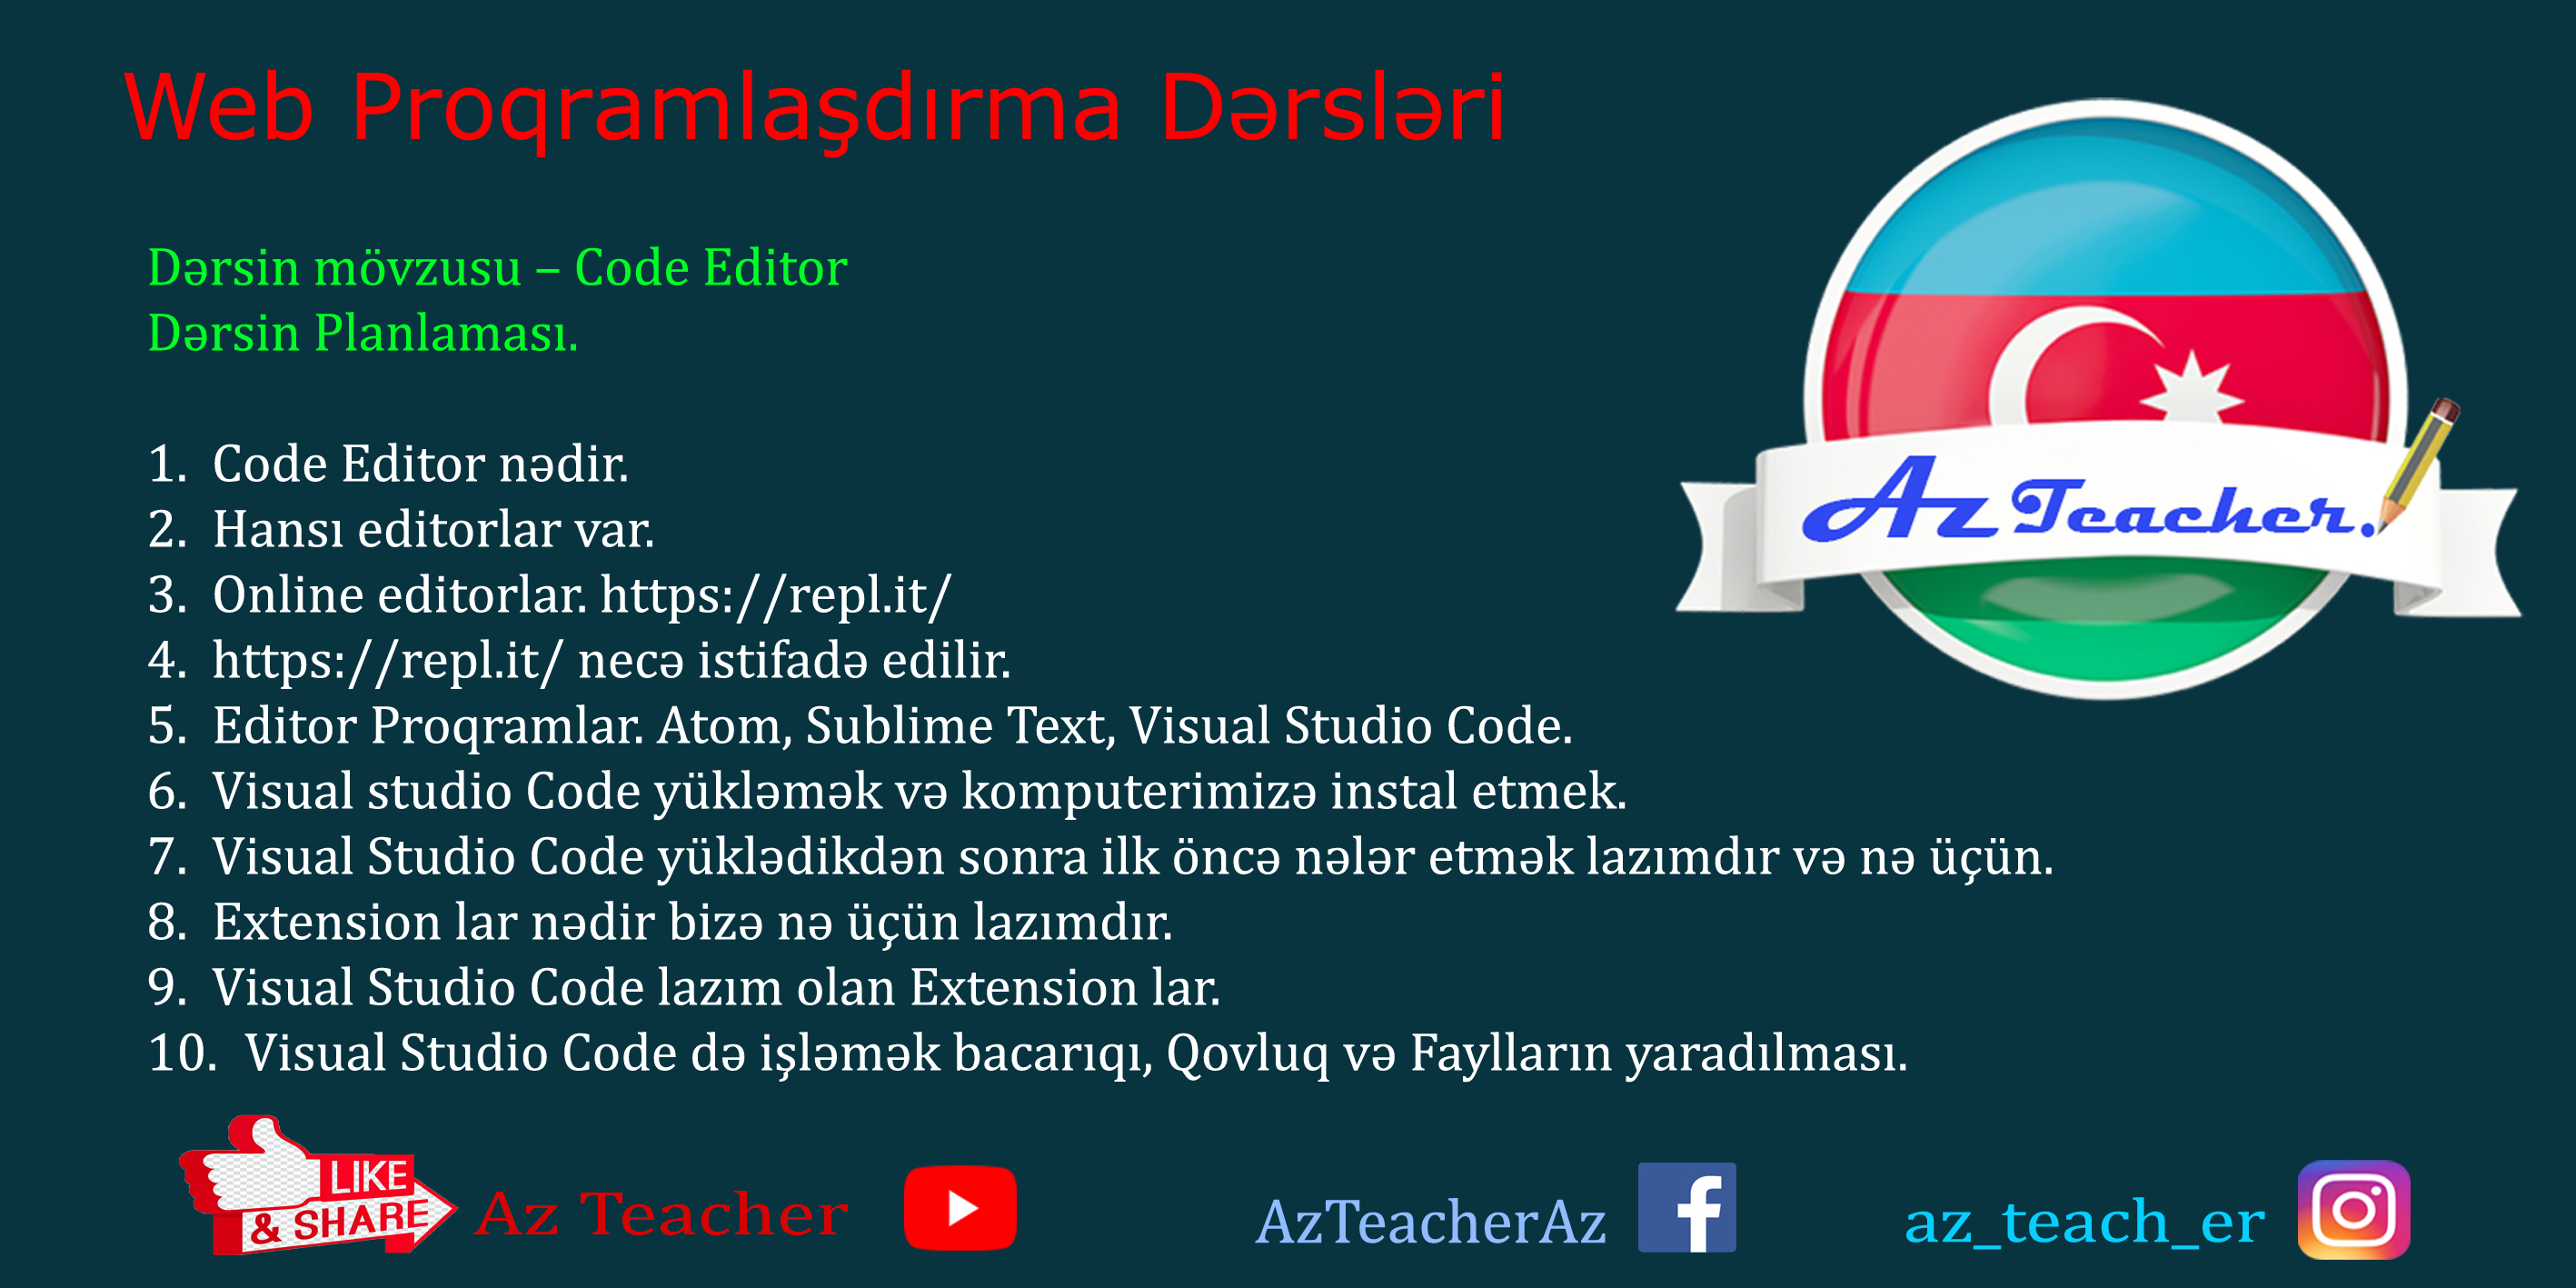 Web Proqramlaşdırma Dərsləri
Dərsin mövzusu – Code Editor
Dərsin Planlaması.
Az Teacher.
1. Code Editor nədir.
2. Hansı editorlar var.
3. Online editorlar. https://repl.it/
4. https://repl.it/ necə istifadə edilir.
5. Editor Proqramlar. Atom, Sublime Text, Visual Studio Code.
6. Visual studio Code yükləmək və komputerimizə instal etmek.
7. Visual Studio Code yüklədikdən sonra ilk öncə nələr etmək lazımdır və nə üçün.
8. Extension lar nədir bizə nə üçün lazımdır.
9. Visual Studio Code lazım olan Extension lar.
10. Visual Studio Code də işləmək bacarıqı, Qovluq və Faylların yaradılması.
LIKE
& SHARE
Az Teacher
AzTeacherAz
az_teach_er